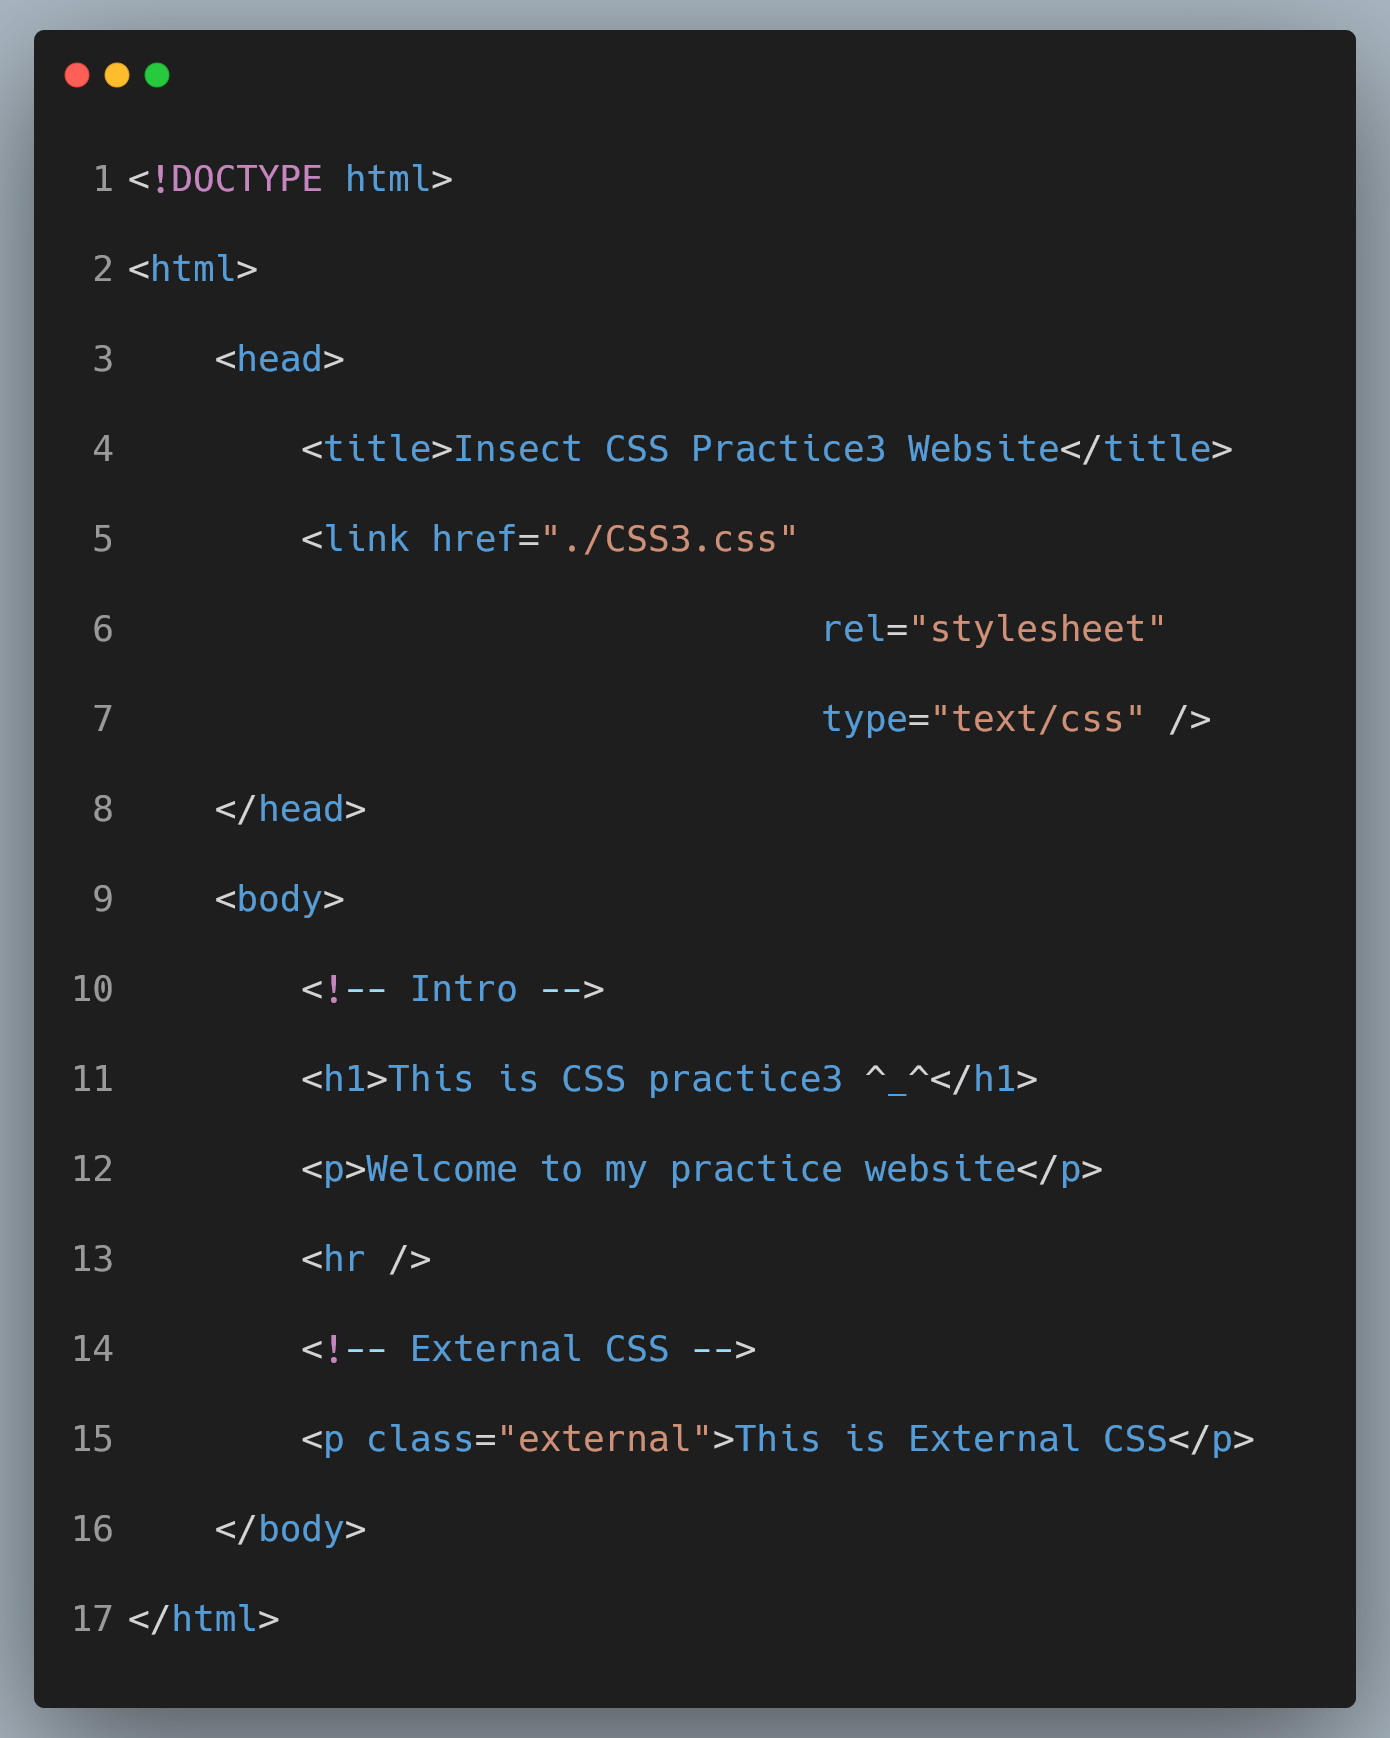 1 <!DOCTYPE html>
2 <html>
3     <head>
4         <title>Insect CSS Practice3 Website</title>
5         <link href="./CSS3.css"
6                                 rel="stylesheet"
7                                 type="text/css" />
8     </head>
9     <body>
10         <!-- Intro -->
11         <h1>This is CSS practice3 ^_^</h1>
12         <p>Welcome to my practice website</p>
13         <hr />
14         <!-- External CSS -->
15         <p class="external">This is External CSS</p>
16     </body>
17 </html>